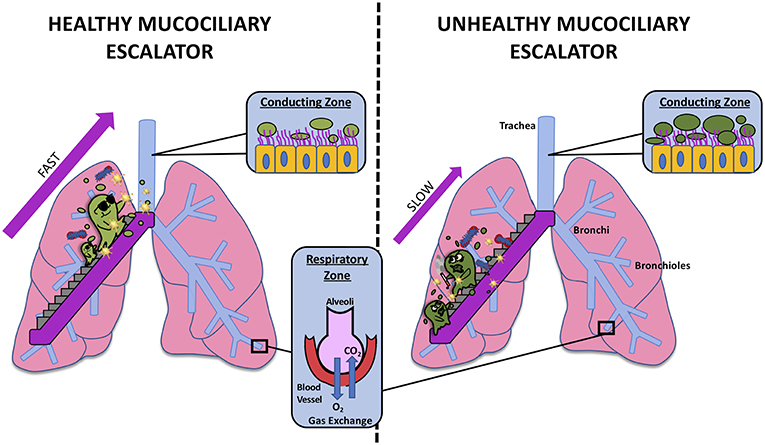 HEALTHY MUCOCILIARY
ESCALATOR
FAST
Conducting Zone
Respiratory
Zone
Alveoli
CO2
Blood
Vessel
O2
Gas Exchange
UNHEALTHY MUCOCILIARY
ESCALATOR
SLOW
Trachea
Conducting Zone
Bronchi
Bronchioles